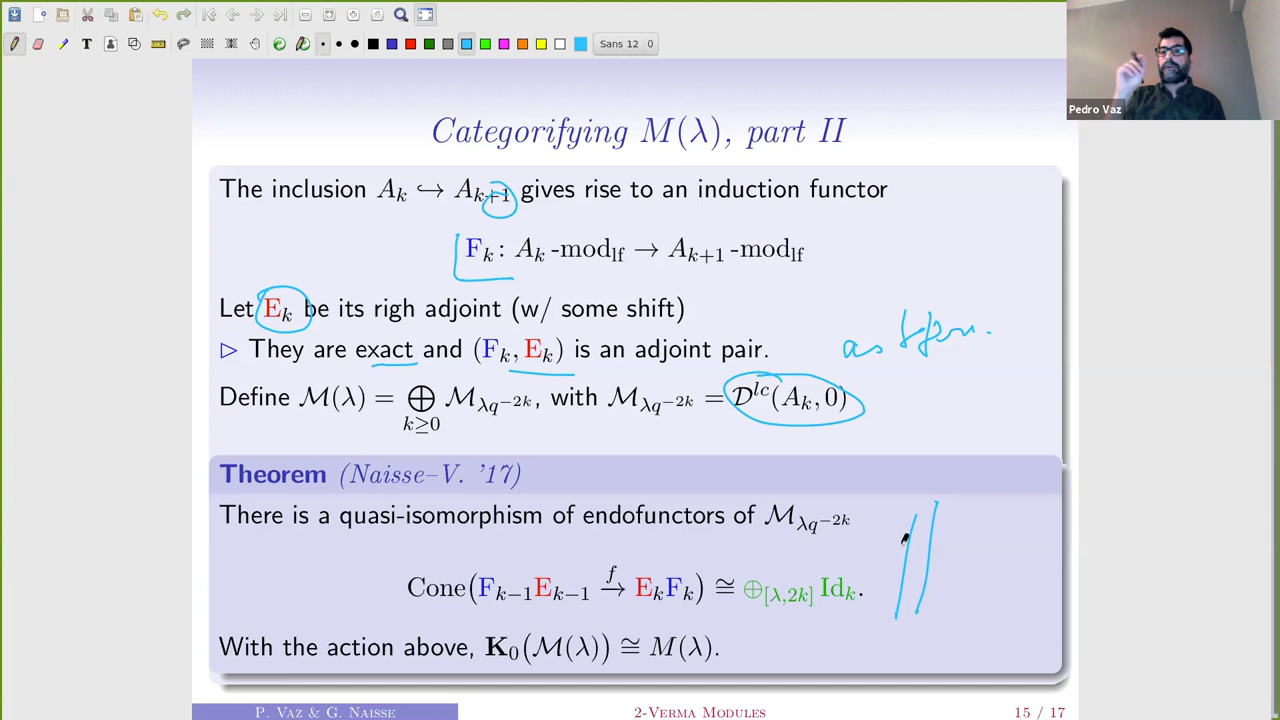 Sans 12 0
Pedro Vaz
Categorifying M(λ), part II
The inclusion A_k ↪ A_{k+1} gives rise to an induction functor
F_k : A_k -mod_lf → A_{k+1} -mod_lf
Let E_k be its righ adjoint (w/ some shift)
▷ They are exact and (F_k, E_k) is an adjoint pair.
as
Define ℳ(λ) = ⊕_{k≥0} ℳ_{λq^{-2k}}, with ℳ_{λq^{-2k}} = 𝒟^{lc}(A_k, 0)
Theorem (Naisse–V. '17)
There is a quasi-isomorphism of endofunctors of ℳ_{λq^{-2k}}
Cone(F_{k-1}E_{k-1} →^f E_kF_k) ≅ ⊕_{[λ,2k]} Id_k.
With the action above, K_0(ℳ(λ)) ≅ M(λ).
P. Vaz & G. Naisse 2-Verma Modules 15 / 17